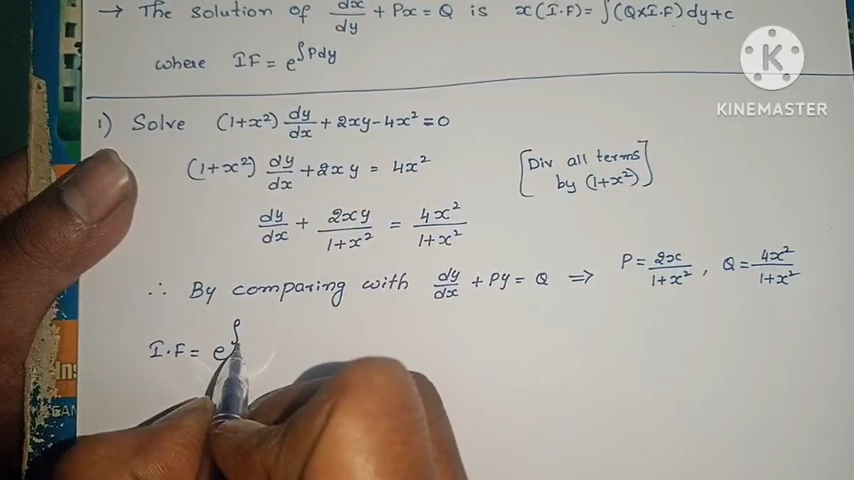 → The solution of dx/dy + Px = Q is x(I.F) = ∫(Q×I.F) dy + c
where IF = e^∫Pdy
K
KINEMASTER
1) Solve (1+x²) dy/dx + 2xy - 4x² = 0
(1+x²) dy/dx + 2xy = 4x² [Div all terms
by (1+x²)]
dy/dx + 2xy/1+x² = 4x²/1+x²
∴ By comparing with dy/dx + Py = Q ⇒ P = 2x/1+x², Q = 4x²/1+x²
I.F = e^∫